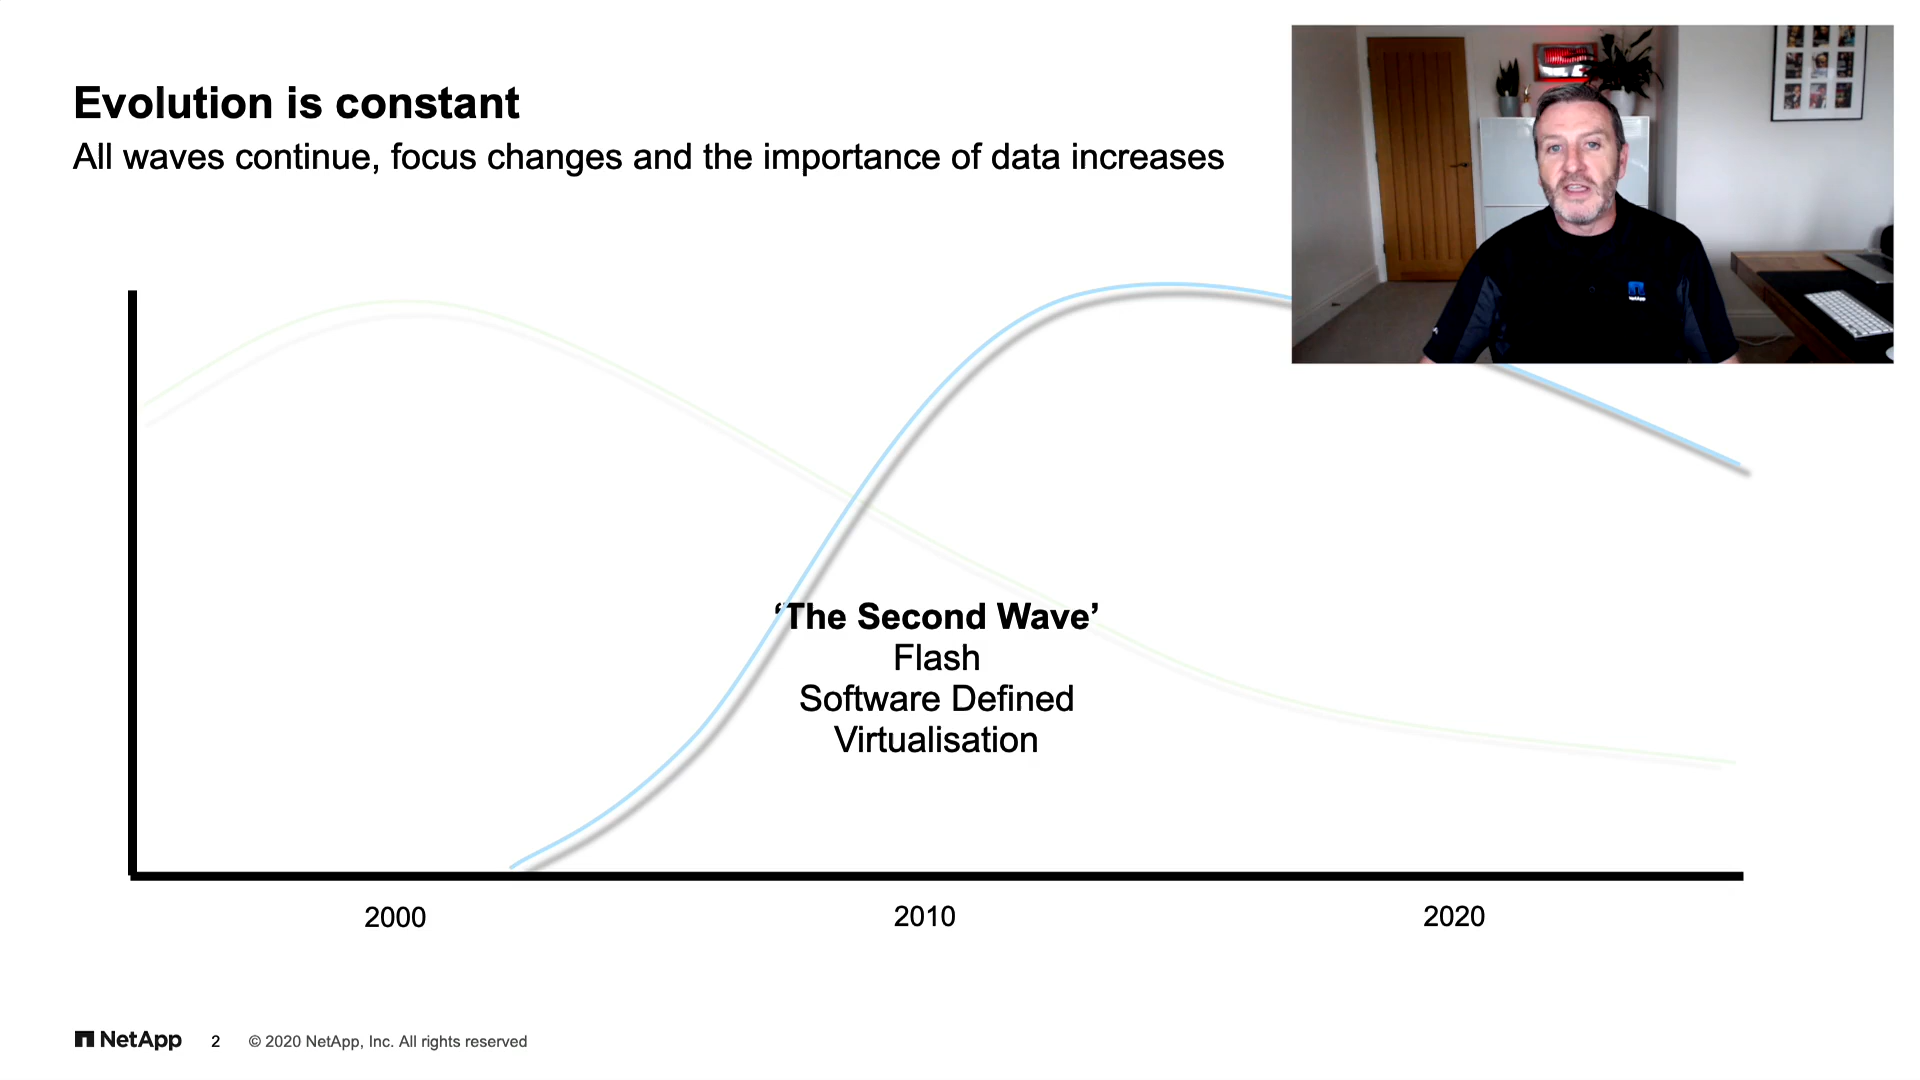 Evolution is constant
All waves continue, focus changes and the importance of data increases
NetApp
‘The Second Wave’
Flash
Software Defined
Virtualisation
2000
2010
2020
NetApp
2
© 2020 NetApp, Inc. All rights reserved